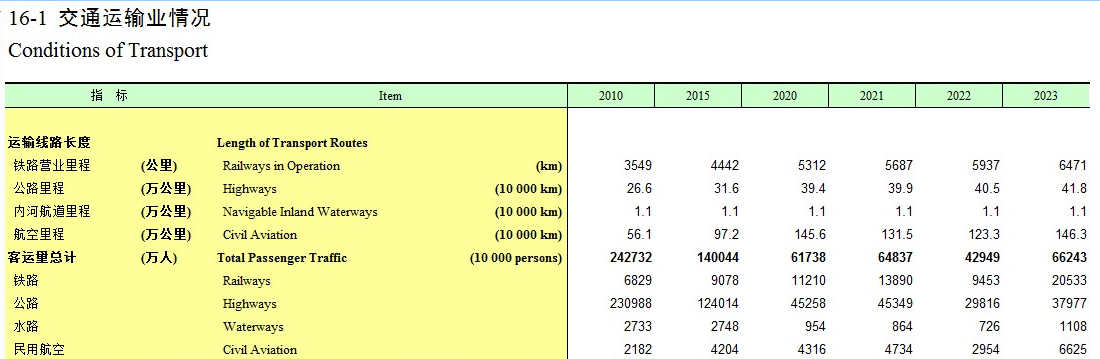 16-1 交通运输业情况
Conditions of Transport
指 标 Item 2010 2015 2020 2021 2022 2023
运输线路长度 Length of Transport Routes
铁路营业里程 (公里) Railways in Operation (km) 3549 4442 5312 5687 5937 6471
公路里程 (万公里) Highways (10 000 km) 26.6 31.6 39.4 39.9 40.5 41.8
内河航道里程 (万公里) Navigable Inland Waterways (10 000 km) 1.1 1.1 1.1 1.1 1.1 1.1
航空里程 (万公里) Civil Aviation (10 000 km) 56.1 97.2 145.6 131.5 123.3 146.3
客运量总计 (万人) Total Passenger Traffic (10 000 persons) 242732 140044 61738 64837 42949 66243
铁路 Railways 6829 9078 11210 13890 9453 20533
公路 Highways 230988 124014 45258 45349 29816 37977
水路 Waterways 2733 2748 954 864 726 1108
民用航空 Civil Aviation 2182 4204 4316 4734 2954 6625